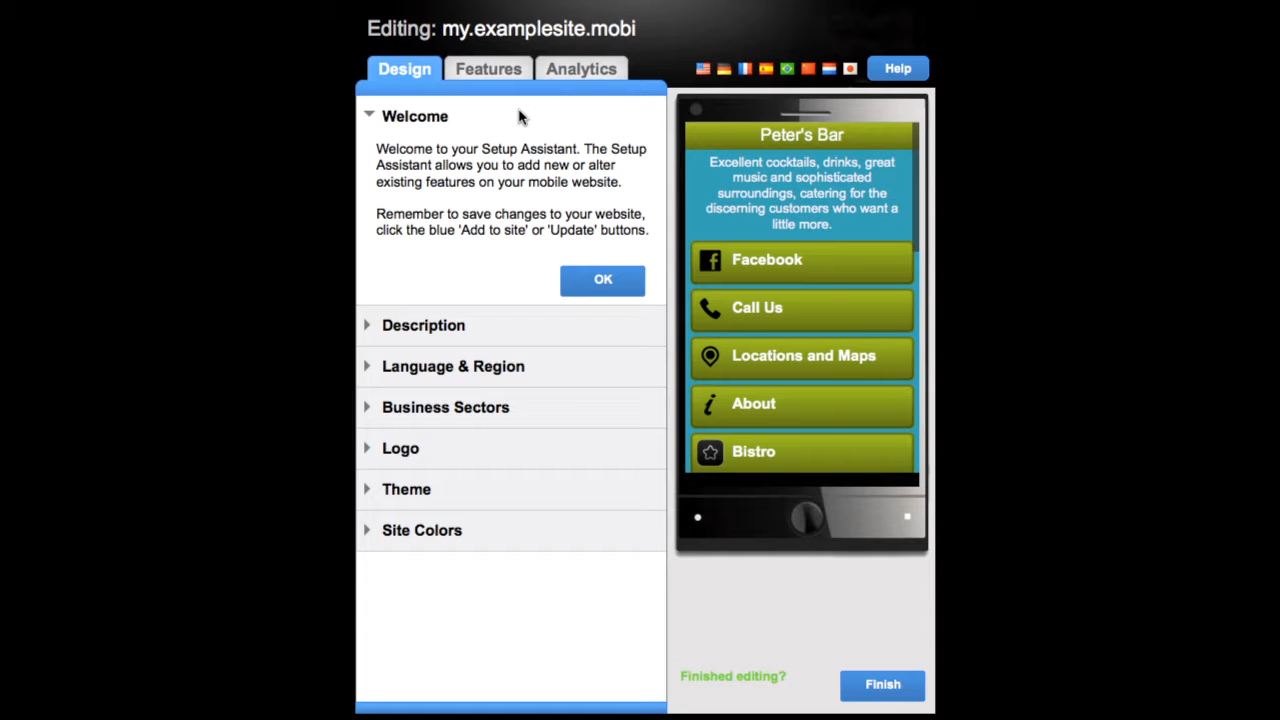 Editing: my.examplesite.mobi
Design
Features
Analytics
Help
Welcome
Welcome to your Setup Assistant. The Setup
Assistant allows you to add new or alter
existing features on your mobile website.
Remember to save changes to your website,
click the blue 'Add to site' or 'Update' buttons.
OK
Description
Language & Region
Business Sectors
Logo
Theme
Site Colors
Peter's Bar
Excellent cocktails, drinks, great
music and sophisticated
surroundings, catering for the
discerning customers who want a
little more.
Facebook
Call Us
Locations and Maps
About
Bistro
Finished editing?
Finish